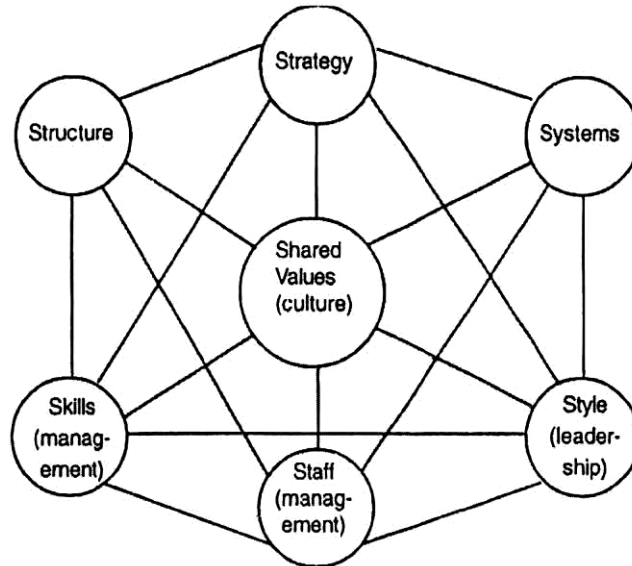 Strategy
Structure
Systems
Shared
Values
(culture)
Skills
(manag-
ement)
Staff
(manag-
ement)
Style
(leader-
ship)